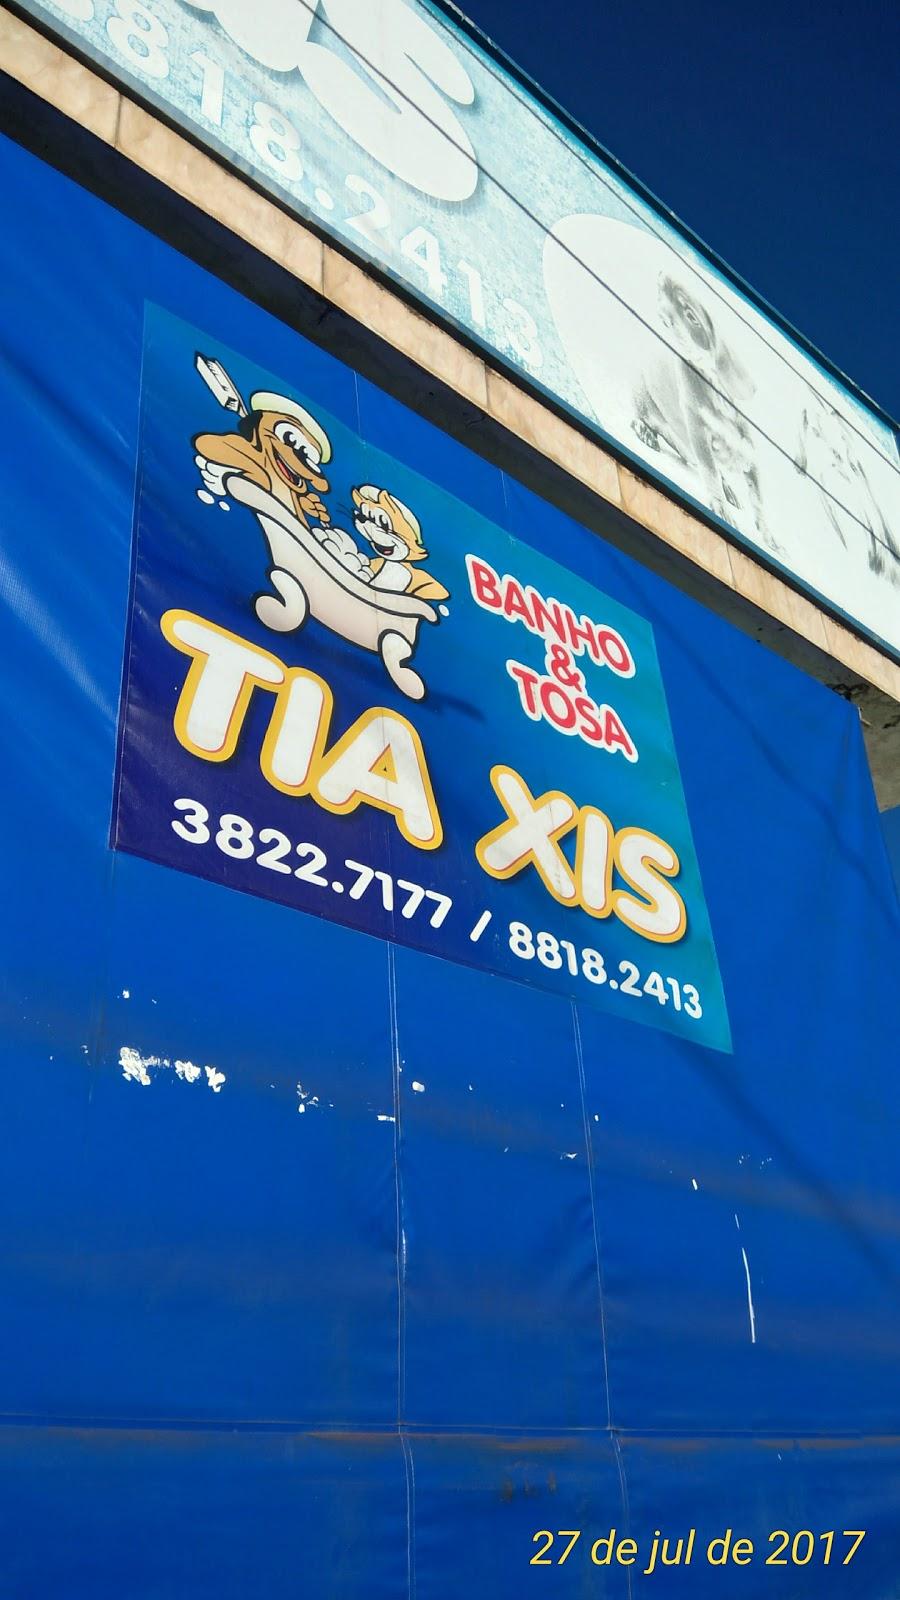 8818.2413
BANHO
&
TOSA
TIA XIS
3822.7177 / 8818.2413
27 de jul de 2017